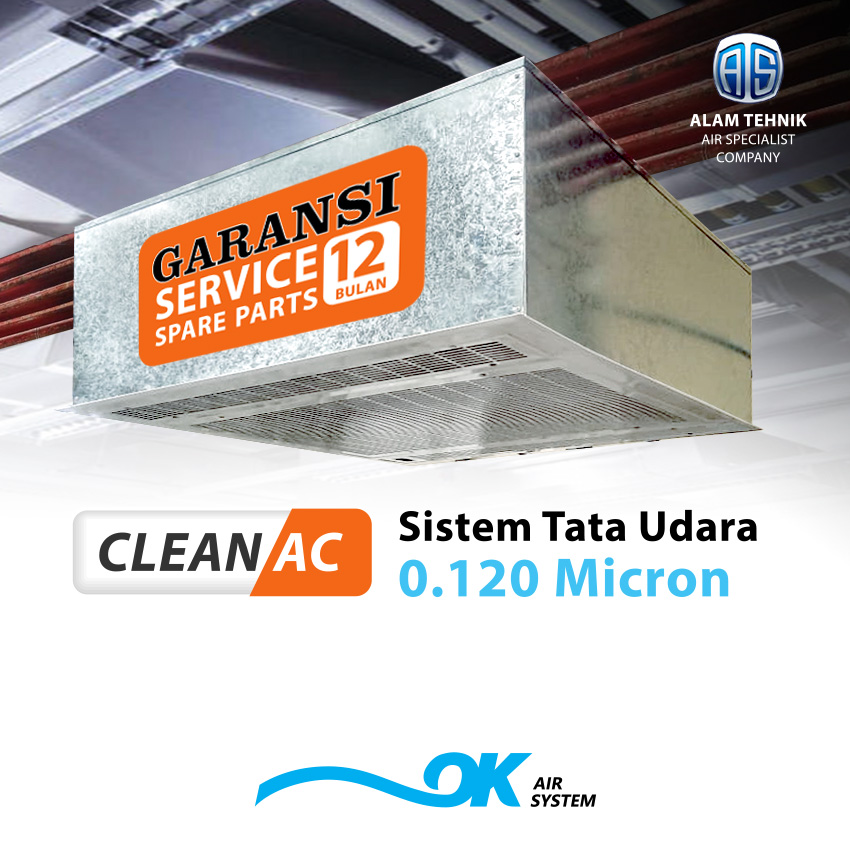 ATS
ALAM TEHNIK
AIR SPECIALIST
COMPANY
GARANSI
SERVICE
SPARE PARTS
12
BULAN
CLEAN AC
Sistem Tata Udara
0.120 Micron
OK
AIR
SYSTEM